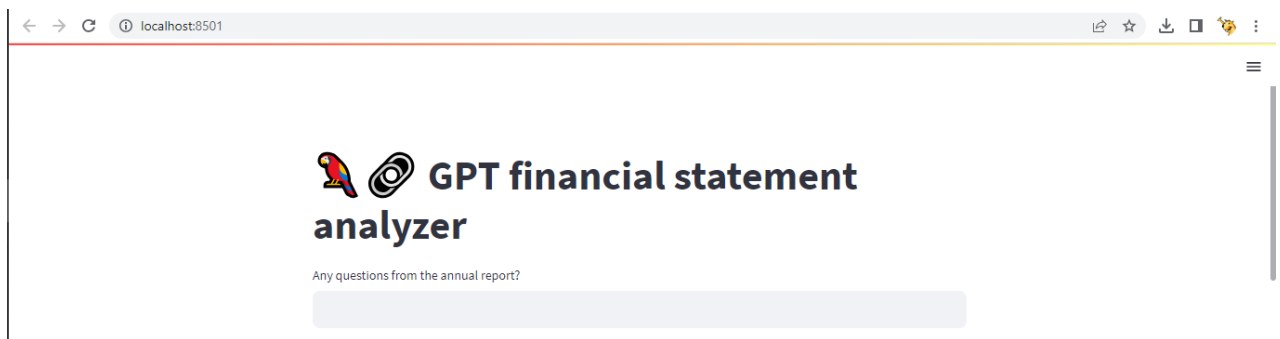 localhost:8501
🦜🔗 GPT financial statement
analyzer
Any questions from the annual report?